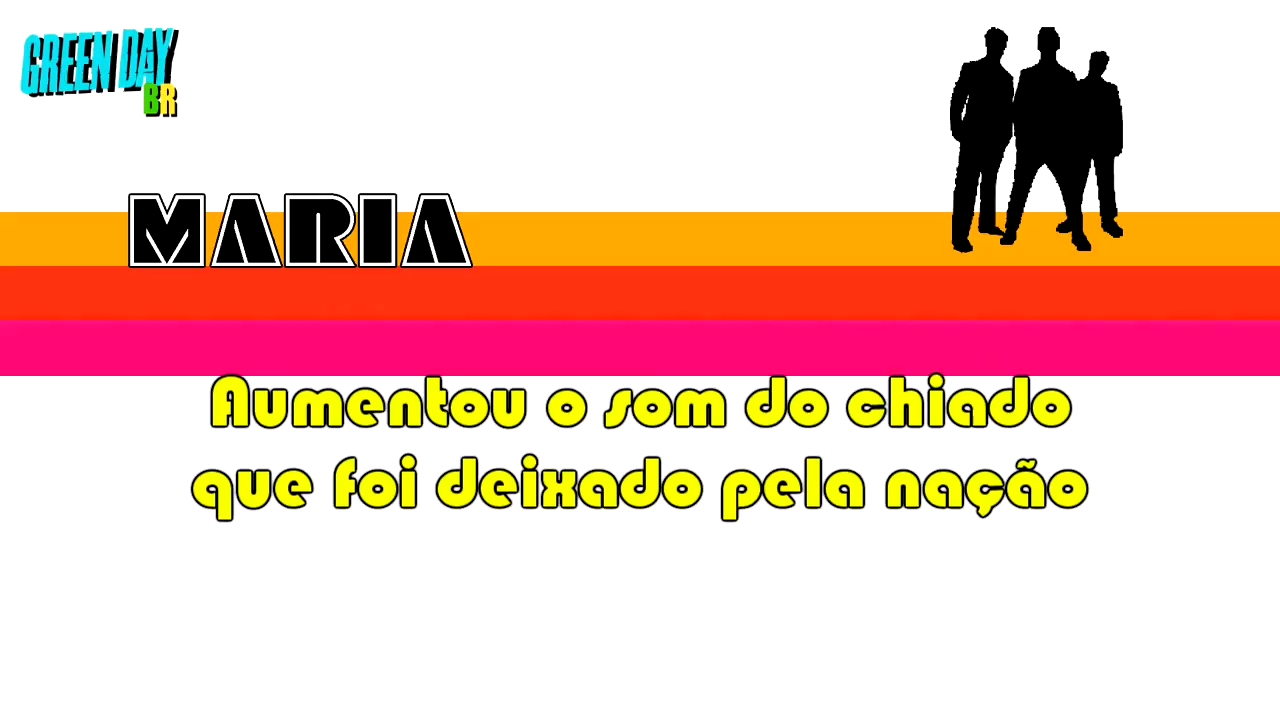 GREEN DAY
BR
MARIA
Aumentou o som do chiado
que foi deixado pela nação